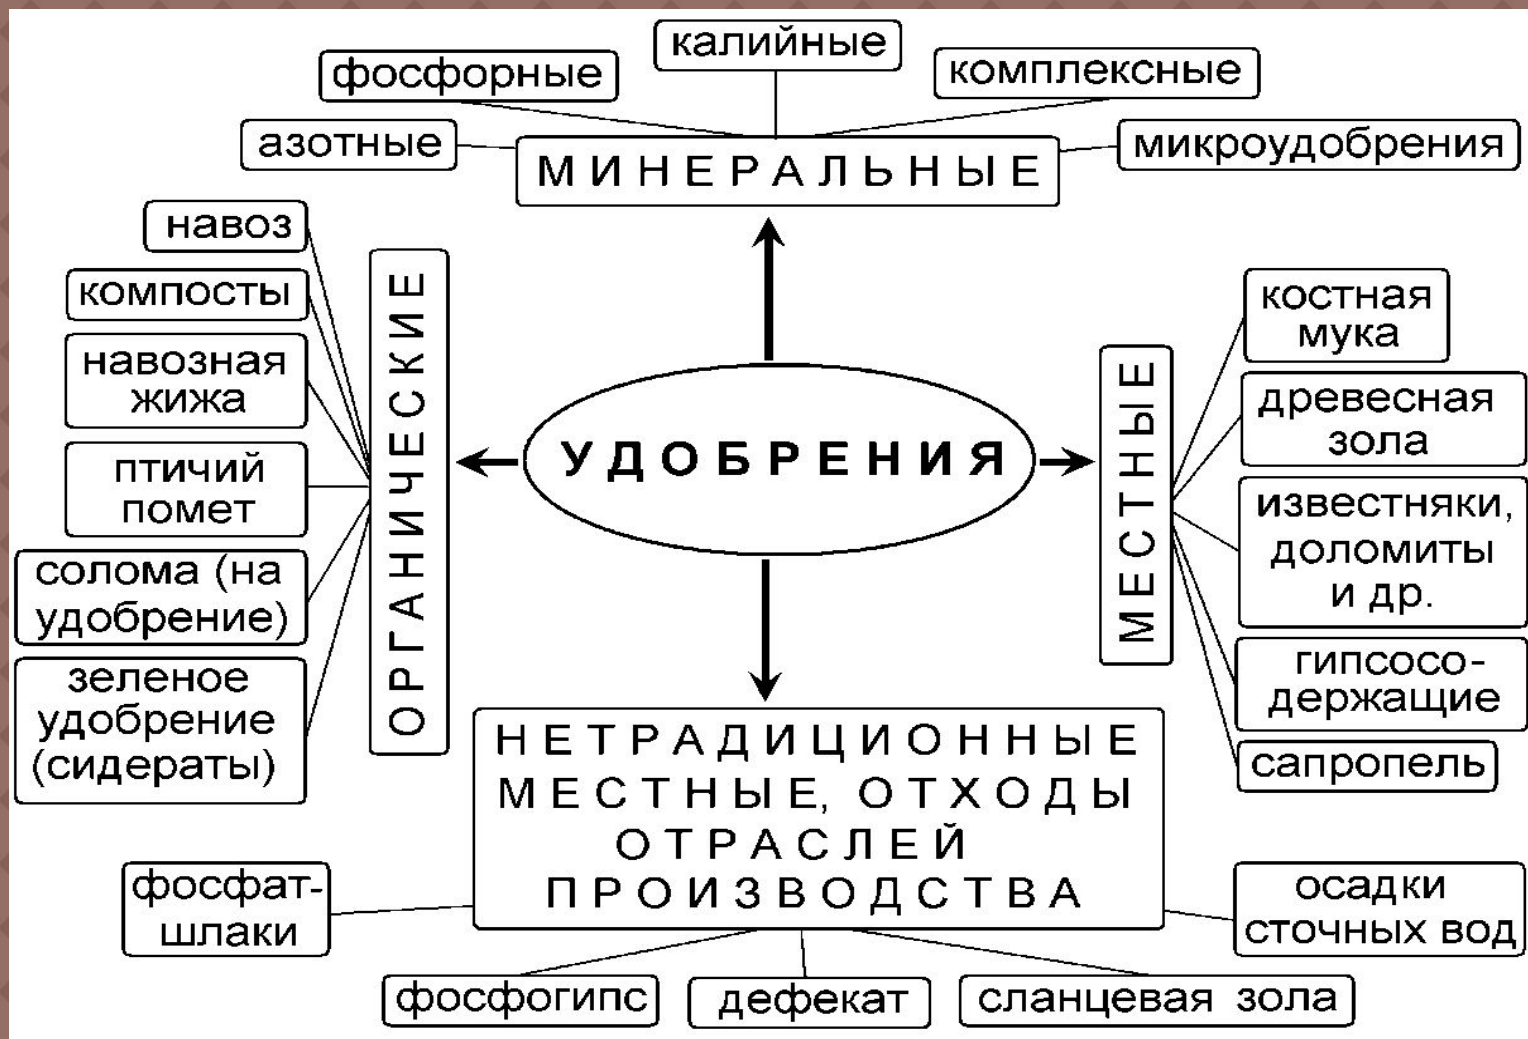 калийные
фосфорные
комплексные
азотные
микроудобрения
МИНЕРАЛЬНЫЕ
навоз
компосты
навозная
жижа
птичий
помет
солома (на
удобрение)
зеленое
удобрение
(сидераты)
ОРГАНИЧЕСКИЕ
УДОБРЕНИЯ
МЕСТНЫЕ
костная
мука
древесная
зола
известняки,
доломиты
и др.
гипсосо-
держащие
сапропель
НЕТРАДИЦИОННЫЕ
МЕСТНЫЕ, ОТХОДЫ
ОТРАСЛЕЙ
ПРОИЗВОДСТВА
фосфат-
шлаки
фосфогипс
дефекат
сланцевая зола
осадки
сточных вод